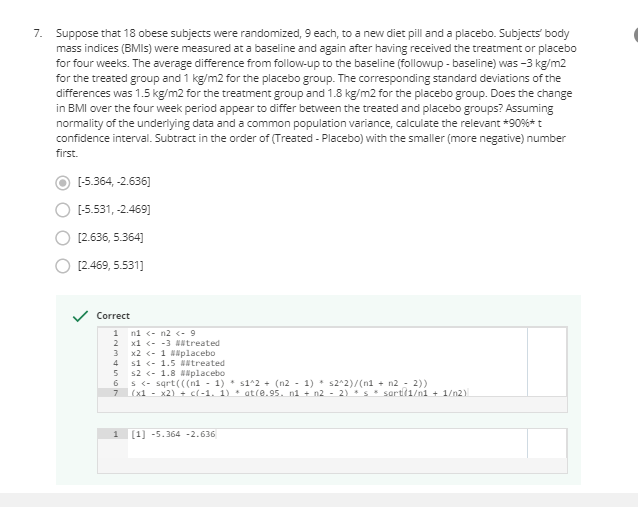 7. Suppose that 18 obese subjects were randomized, 9 each, to a new diet pill and a placebo. Subjects' body
mass indices (BMIs) were measured at a baseline and again after having received the treatment or placebo
for four weeks. The average difference from follow-up to the baseline (followup - baseline) was −3 kg/m2
for the treated group and 1 kg/m2 for the placebo group. The corresponding standard deviations of the
differences was 1.5 kg/m2 for the treatment group and 1.8 kg/m2 for the placebo group. Does the change
in BMI over the four week period appear to differ between the treated and placebo groups? Assuming
normality of the underlying data and a common population variance, calculate the relevant *90%* t
confidence interval. Subtract in the order of (Treated - Placebo) with the smaller (more negative) number
first.
[-5.364, -2.636]
[-5.531, -2.469]
[2.636, 5.364]
[2.469, 5.531]
Correct
1 n1 <- n2 <- 9
2 x1 <- -3 ##treated
3 x2 <- 1 ##placebo
4 s1 <- 1.5 ##treated
5 s2 <- 1.8 ##placebo
6 s <- sqrt(((n1 - 1) * s1^2 + (n2 - 1) * s2^2)/(n1 + n2 - 2))
7 (x1 - x2) + c(-1, 1) * qt(0.95, n1 + n2 - 2) * s * sqrt(1/n1 + 1/n2)
1 [1] -5.364 -2.636